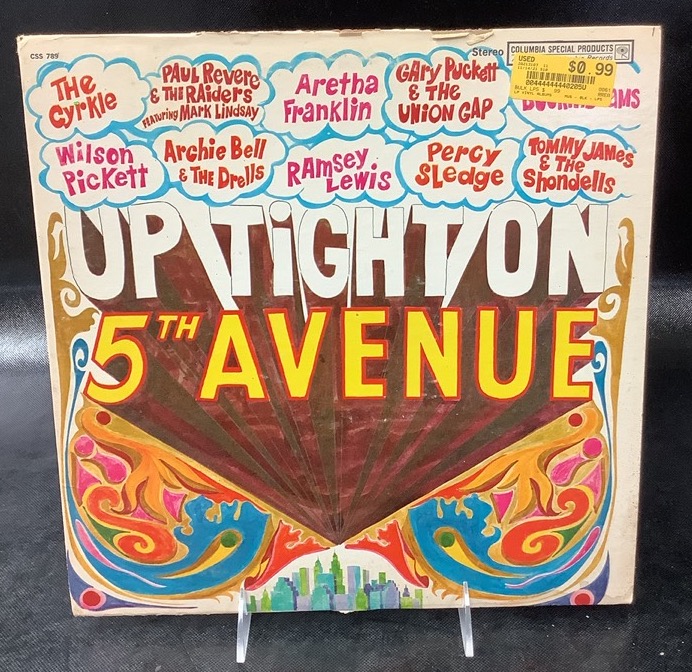 CSS 789
Stereo
COLUMBIA SPECIAL PRODUCTS
USED
$0.99
THE
Cyrkle
PAUL Revere
& THE RAiDERS
FEATURING MARK LINDSAY
Aretha
Franklin
GARY PUCKETT
& THE
UNION GAP
Wilson
Pickett
Archie Bell
& THE Drells
RAMSEY
LEWIS
Percy
Sledge
TOMMY JAMES
& THE
Shondells
UP TiGHT ON
5TH AVENUE